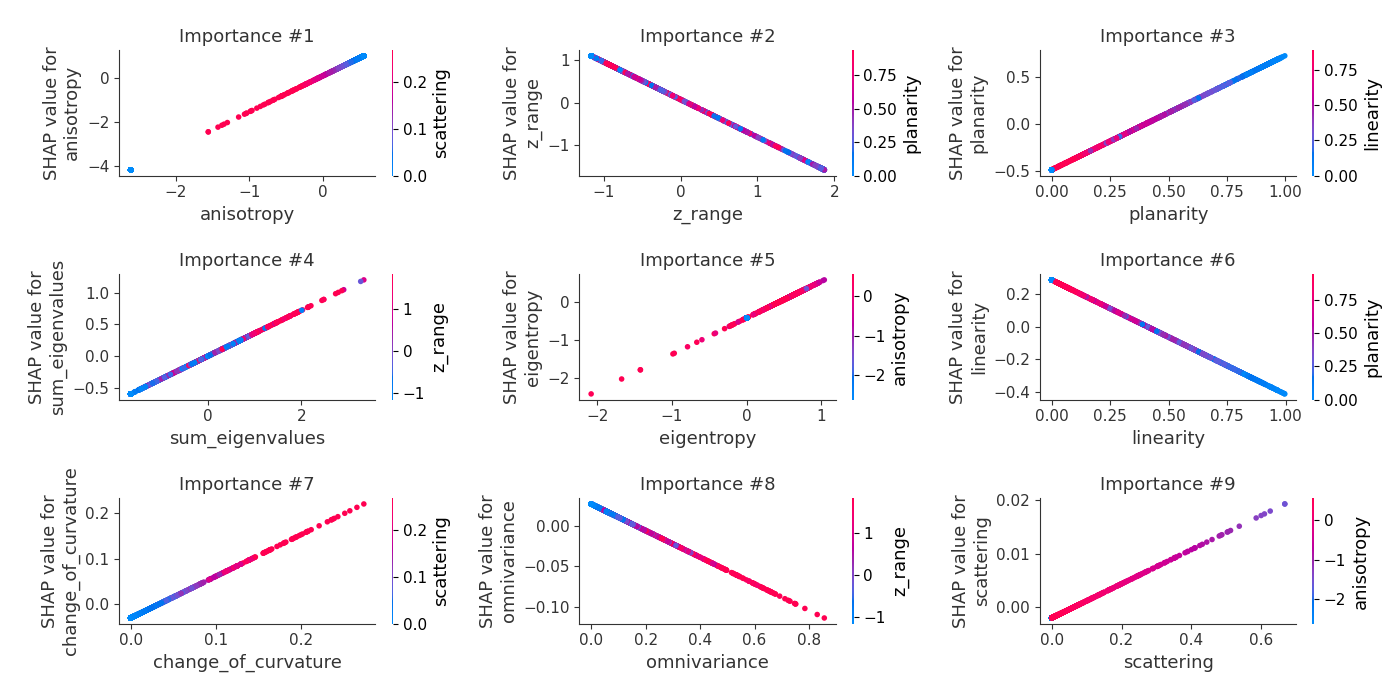 Importance #1
SHAP value for
anisotropy
0
−2
−4
−2
−1
0
anisotropy
0.2
0.1
0.0
scattering
Importance #2
SHAP value for
z_range
1
0
−1
−1
0
1
2
z_range
0.75
0.50
0.25
0.00
planarity
Importance #3
SHAP value for
planarity
0.5
0.0
−0.5
0.00
0.25
0.50
0.75
1.00
planarity
0.75
0.50
0.25
0.00
linearity
Importance #4
SHAP value for
sum_eigenvalues
1.0
0.5
0.0
−0.5
0
2
sum_eigenvalues
1
0
−1
z_range
Importance #5
SHAP value for
eigentropy
0
−1
−2
−2
−1
0
1
eigentropy
0
−1
−2
anisotropy
Importance #6
SHAP value for
linearity
0.2
0.0
−0.2
−0.4
0.00
0.25
0.50
0.75
1.00
linearity
0.75
0.50
0.25
0.00
planarity
Importance #7
SHAP value for
change_of_curvature
0.2
0.1
0.0
0.0
0.1
0.2
change_of_curvature
0.2
0.1
0.0
scattering
Importance #8
SHAP value for
omnivariance
0.00
−0.05
−0.10
0.0
0.2
0.4
0.6
0.8
omnivariance
1
0
−1
z_range
Importance #9
SHAP value for
scattering
0.02
0.01
0.00
0.0
0.2
0.4
0.6
scattering
0
−1
−2
anisotropy